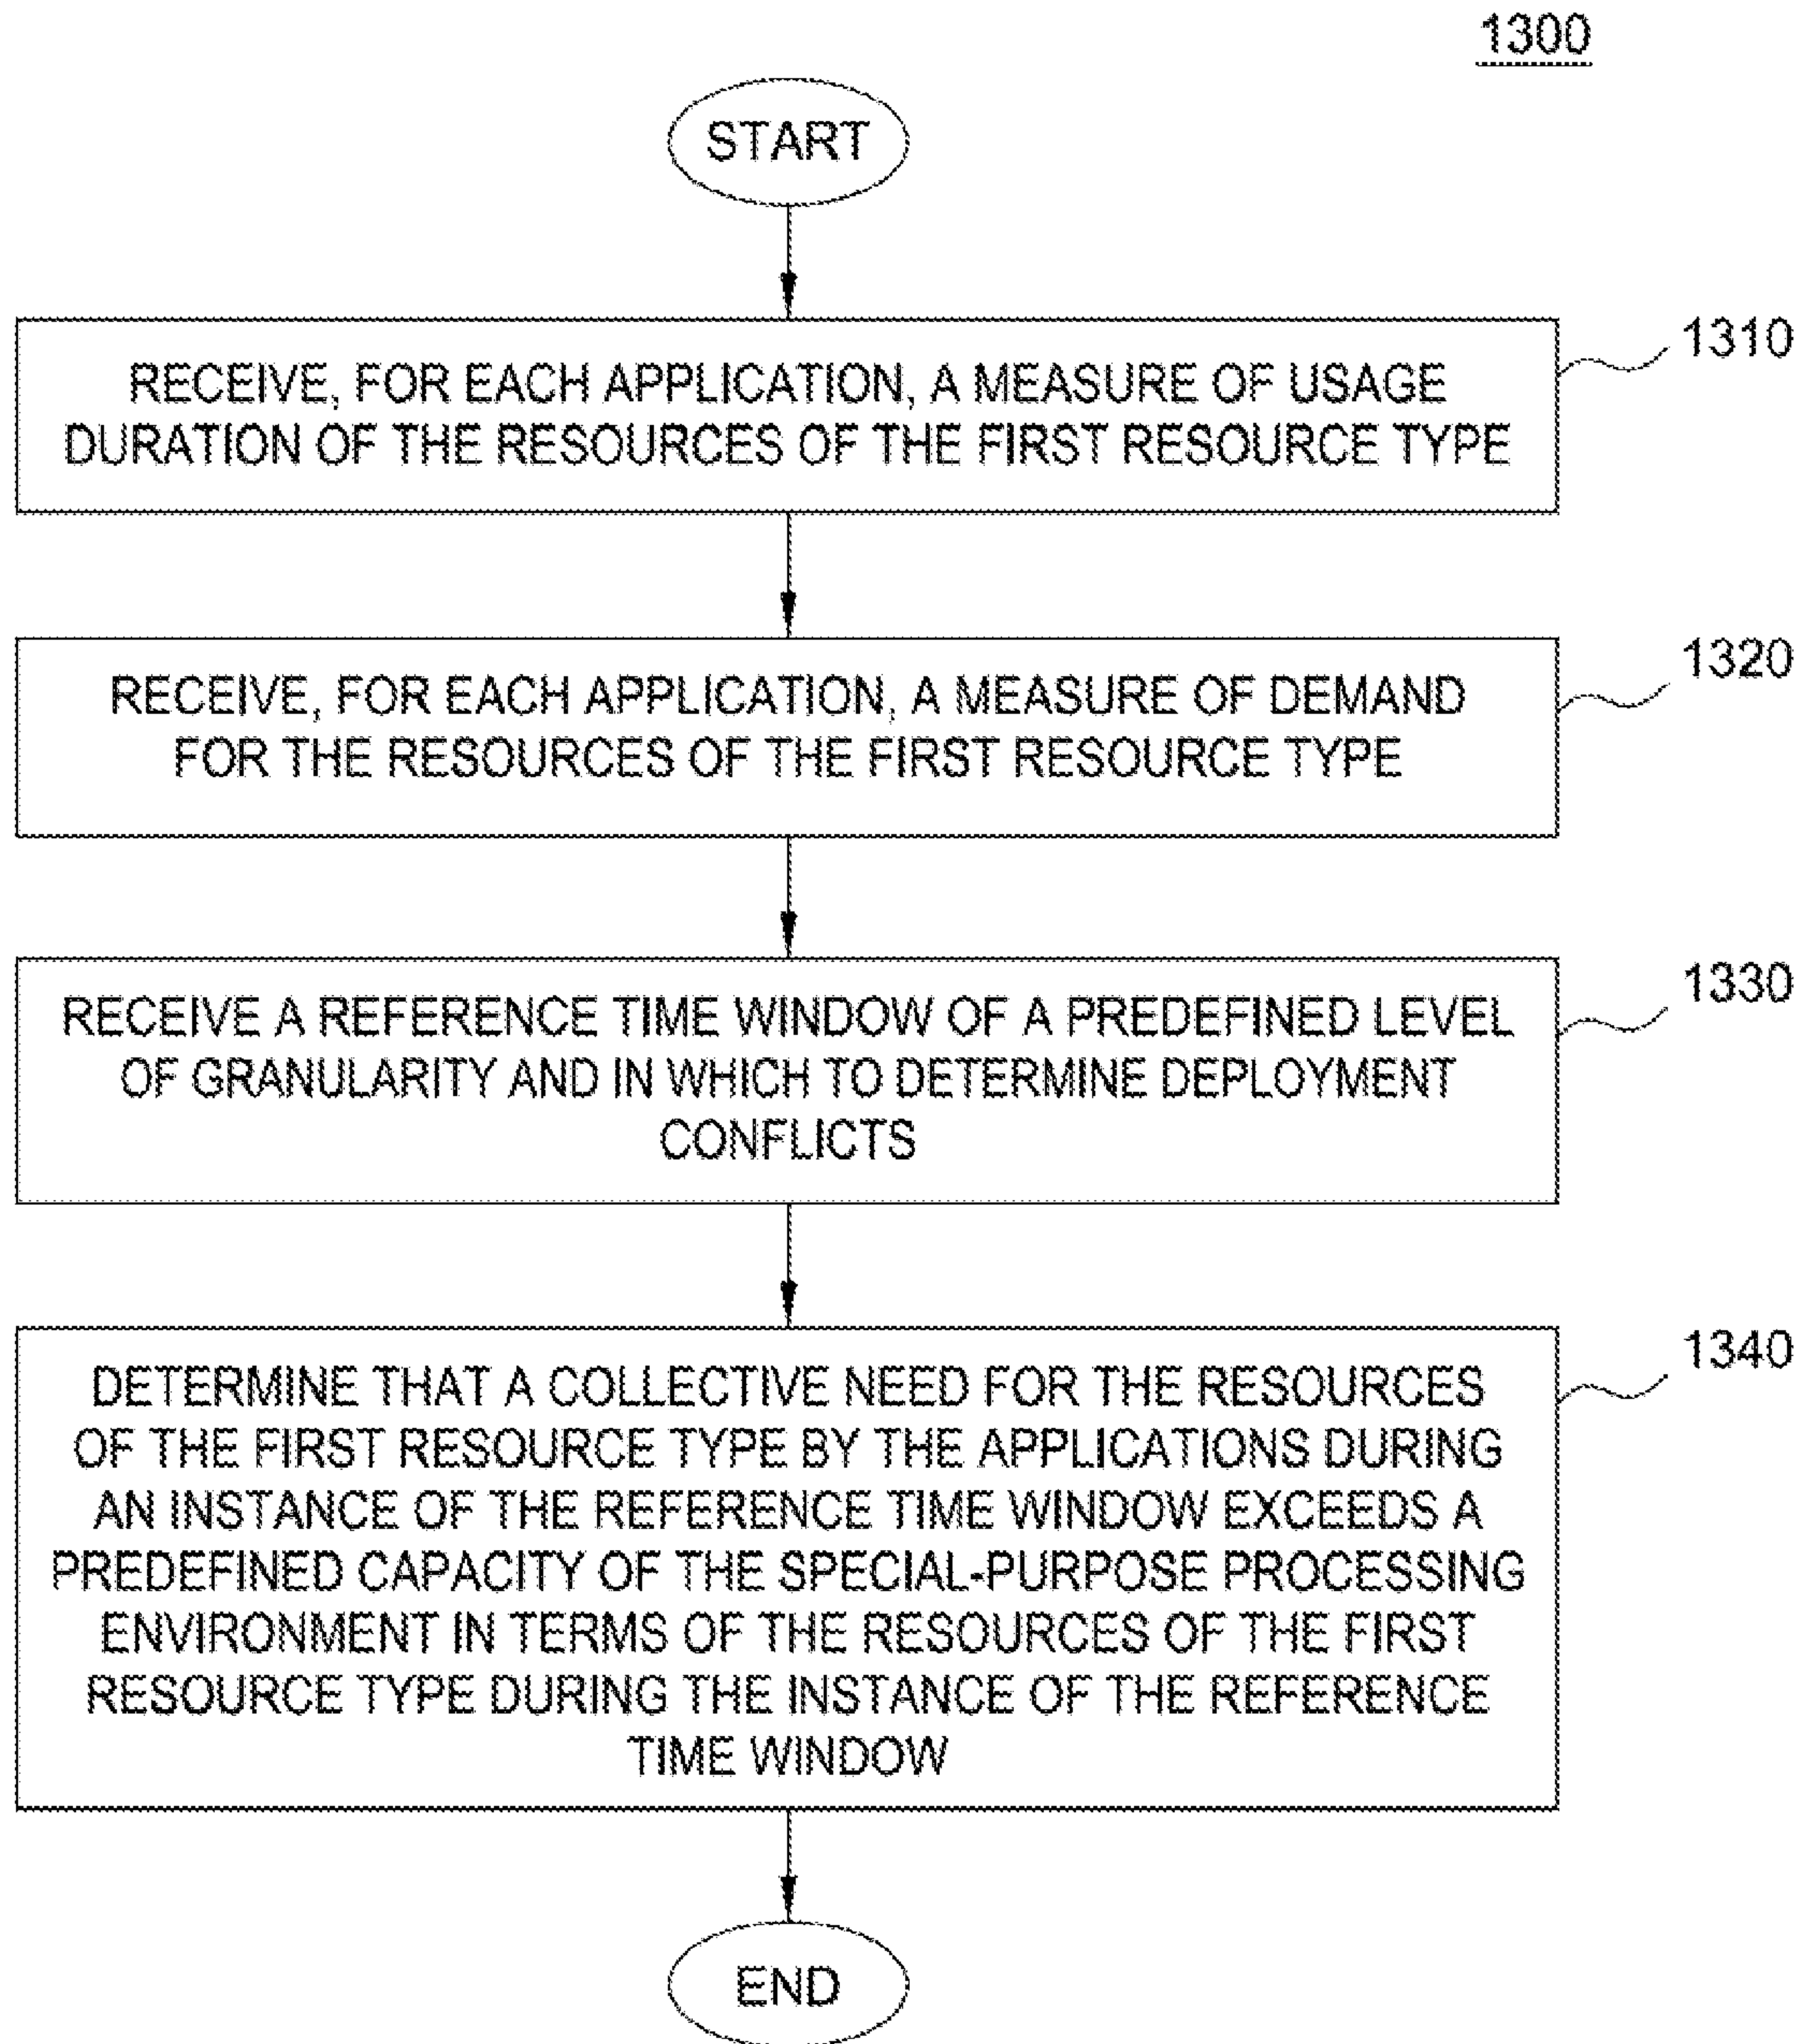 1300
START
RECEIVE, FOR EACH APPLICATION, A MEASURE OF USAGE
DURATION OF THE RESOURCES OF THE FIRST RESOURCE TYPE
1310
RECEIVE, FOR EACH APPLICATION, A MEASURE OF DEMAND
FOR THE RESOURCES OF THE FIRST RESOURCE TYPE
1320
RECEIVE A REFERENCE TIME WINDOW OF A PREDEFINED LEVEL
OF GRANULARITY AND IN WHICH TO DETERMINE DEPLOYMENT
CONFLICTS
1330
DETERMINE THAT A COLLECTIVE NEED FOR THE RESOURCES
OF THE FIRST RESOURCE TYPE BY THE APPLICATIONS DURING
AN INSTANCE OF THE REFERENCE TIME WINDOW EXCEEDS A
PREDEFINED CAPACITY OF THE SPECIAL-PURPOSE PROCESSING
ENVIRONMENT IN TERMS OF THE RESOURCES OF THE FIRST
RESOURCE TYPE DURING THE INSTANCE OF THE REFERENCE
TIME WINDOW
1340
END